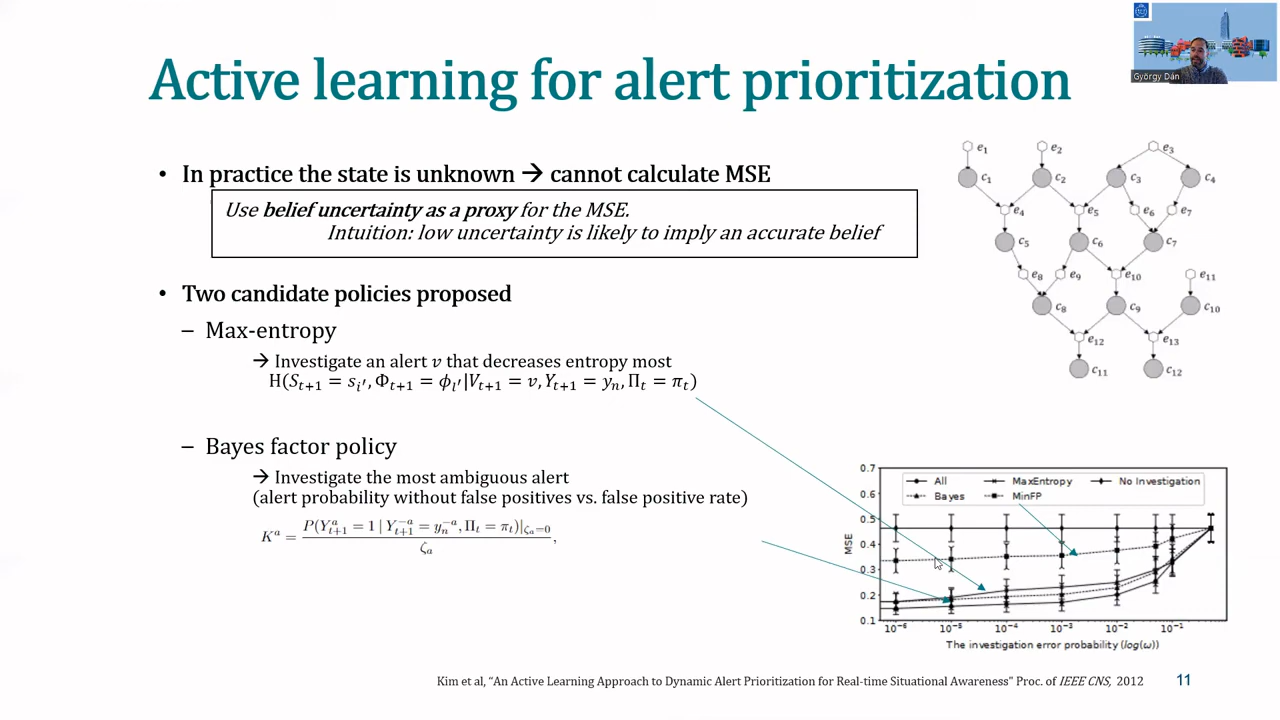 György Dán
Active learning for alert prioritization
• In practice the state is unknown → cannot calculate MSE
Use belief uncertainty as a proxy for the MSE.
Intuition: low uncertainty is likely to imply an accurate belief
• Two candidate policies proposed
– Max-entropy
→ Investigate an alert v that decreases entropy most
H(S_{t+1} = s_{i'}, Φ_{t+1} = ϕ_{l'}|V_{t+1} = v, Y_{t+1} = y_n, Π_t = π_t)
– Bayes factor policy
→ Investigate the most ambiguous alert
(alert probability without false positives vs. false positive rate)
K^a = P(Y^a_{t+1} = 1 | Y^{-a}_{t+1} = y^{-a}_n, Π_t = π_t)|_{ζ_a=0} / ζ_a,
e1 e2 e3
c1 c2 c3 c4
e4 e5 e6 e7
c5 c6 c7
e8 e9 e10 e11
c8 c9 c10
e12 e13
c11 c12
All MaxEntropy No Investigation
Bayes MinFP
MSE
0.7
0.6
0.5
0.4
0.3
0.2
0.1
10^{-6} 10^{-5} 10^{-4} 10^{-3} 10^{-2} 10^{-1}
The investigation error probability (log(ω))
Kim et al, "An Active Learning Approach to Dynamic Alert Prioritization for Real-time Situational Awareness" Proc. of IEEE CNS, 2012
11